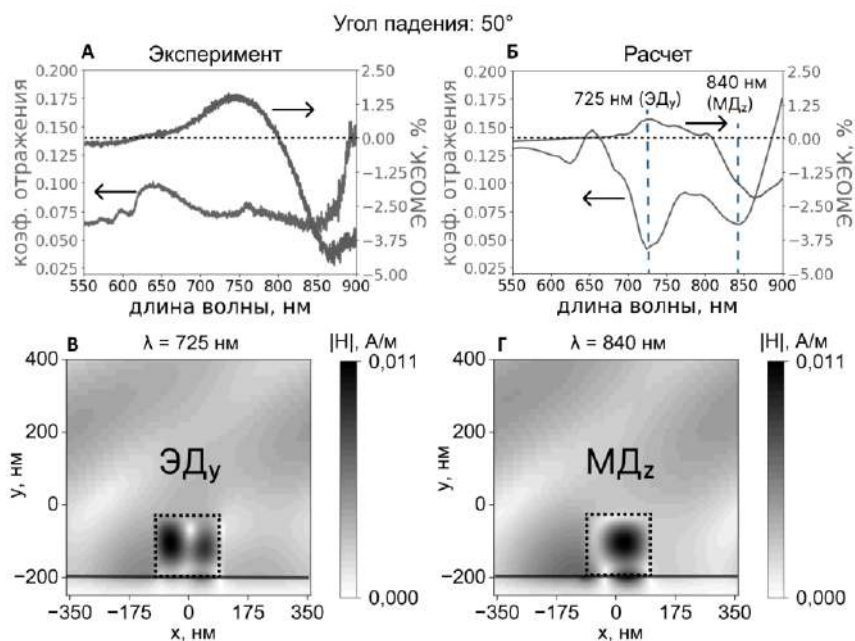 Угол падения: 50°
А Эксперимент
0.200
0.175
0.150
0.125
0.100
0.075
0.050
0.025
коэф. отражения
2.50
1.25
0.00
−1.25
−2.50
−3.75
−5.00
ЭМОЭК, %
550 600 650 700 750 800 850 900
длина волны, нм
Б Расчет
725 нм (ЭДу)
840 нм
(МДz)
0.200
0.175
0.150
0.125
0.100
0.075
0.050
0.025
коэф. отражения
2.50
1.25
0.00
−1.25
−2.50
−3.75
−5.00
ЭМОЭК, %
550 600 650 700 750 800 850 900
длина волны, нм
В λ = 725 нм |H|, А/м
400
200
0
−200
y, нм
ЭДу
0,011
0,000
−350 −175 0 175 350
x, нм
Г λ = 840 нм |H|, А/м
400
200
0
−200
y, нм
МДz
0,011
0,000
−350 −175 0 175 350
x, нм